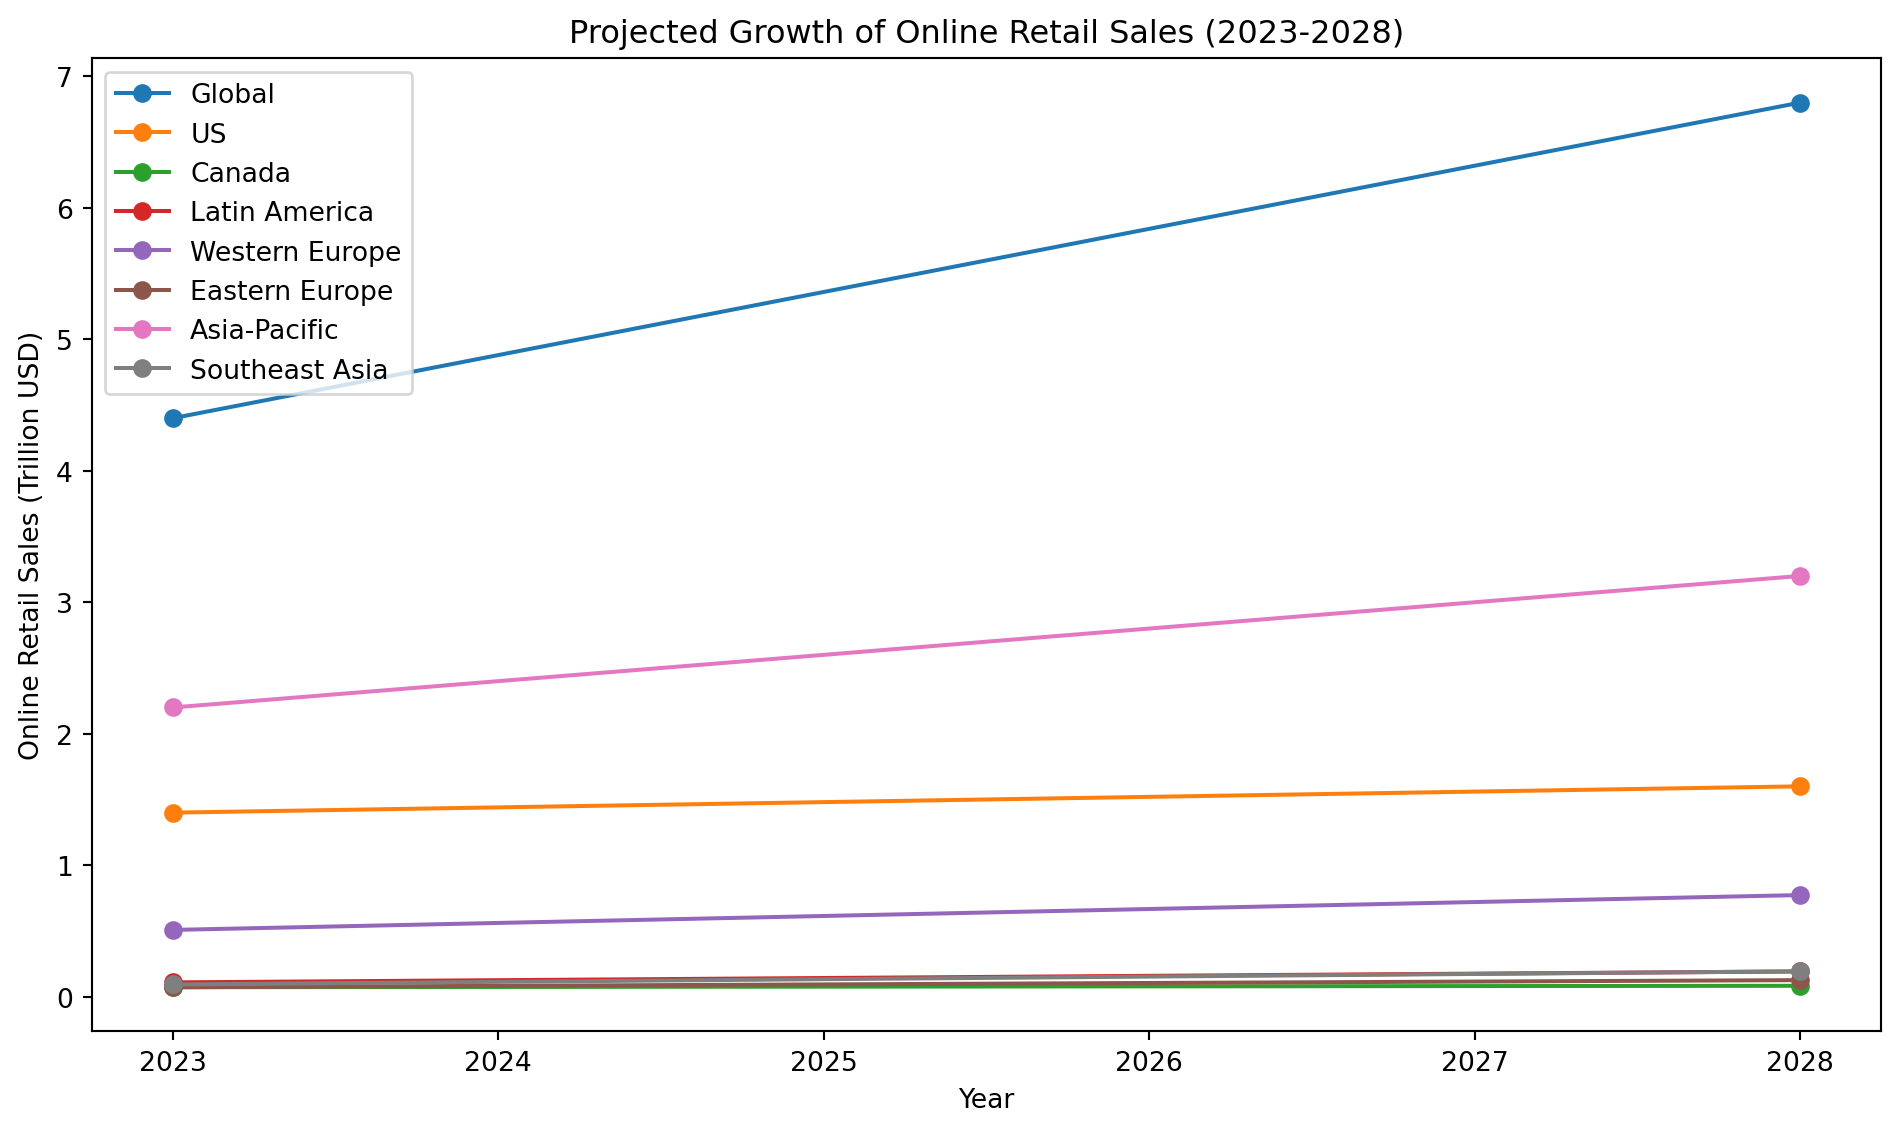 Projected Growth of Online Retail Sales (2023-2028)
7
6
5
4
3
2
1
0
Online Retail Sales (Trillion USD)
Global
US
Canada
Latin America
Western Europe
Eastern Europe
Asia-Pacific
Southeast Asia
2023 2024 2025 2026 2027 2028
Year